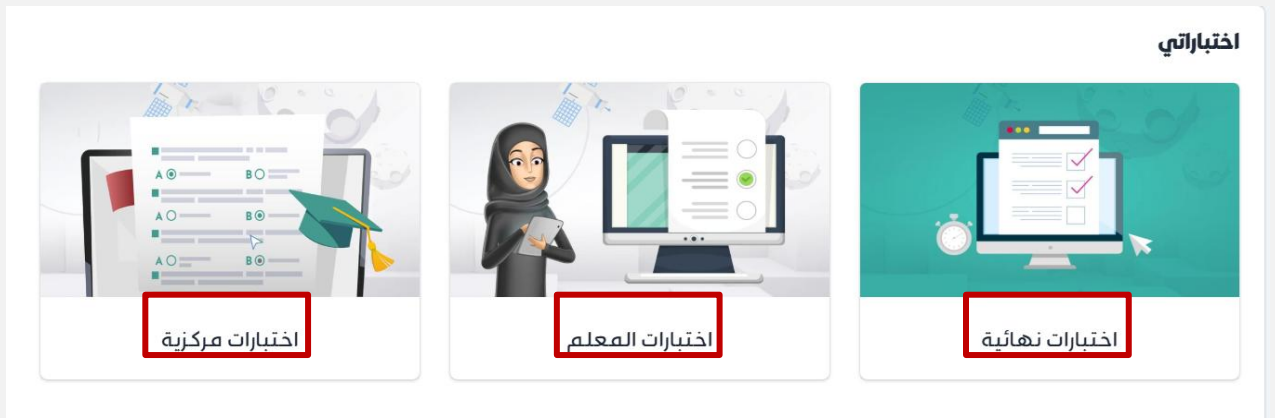 اختباراتي
اختبارات نهائية
اختبارات المعلم
اختبارات مركزية
A
B
A
B
A
B